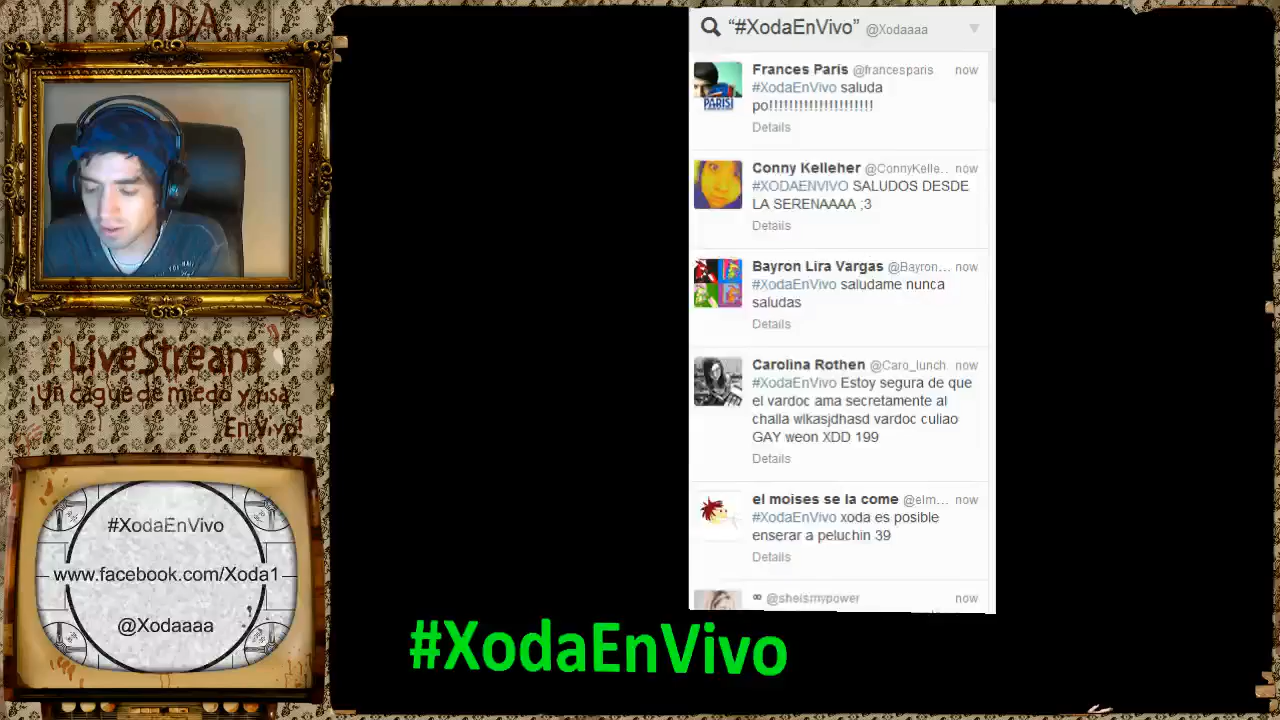 XODA
LiveStream
Un cague de miedo y risa
En Vivo!
#XodaEnVivo
www.facebook.com/Xoda1
@Xodaaaa
"#XodaEnVivo" @Xodaaaa
Frances Paris @francesparis now
#XodaEnVivo saluda
po!!!!!!!!!!!!!!!!!!!!!
Details
PARISI
Conny Kelleher @ConnyKelle.. now
#XODAENVIVO SALUDOS DESDE
LA SERENAAAA ;3
Details
Bayron Lira Vargas @Bayron... now
#XodaEnVivo saludame nunca
saludas
Details
Carolina Rothen @Caro_lunch. now
#XodaEnVivo Estoy segura de que
el vardoc ama secretamente al
challa wlkasjdhasd vardoc culiao
GAY weon XDD 199
Details
el moises se la come @elm... now
#XodaEnVivo xoda es posible
enserar a peluchin 39
Details
∞ @sheismypower now
#XodaEnVivo